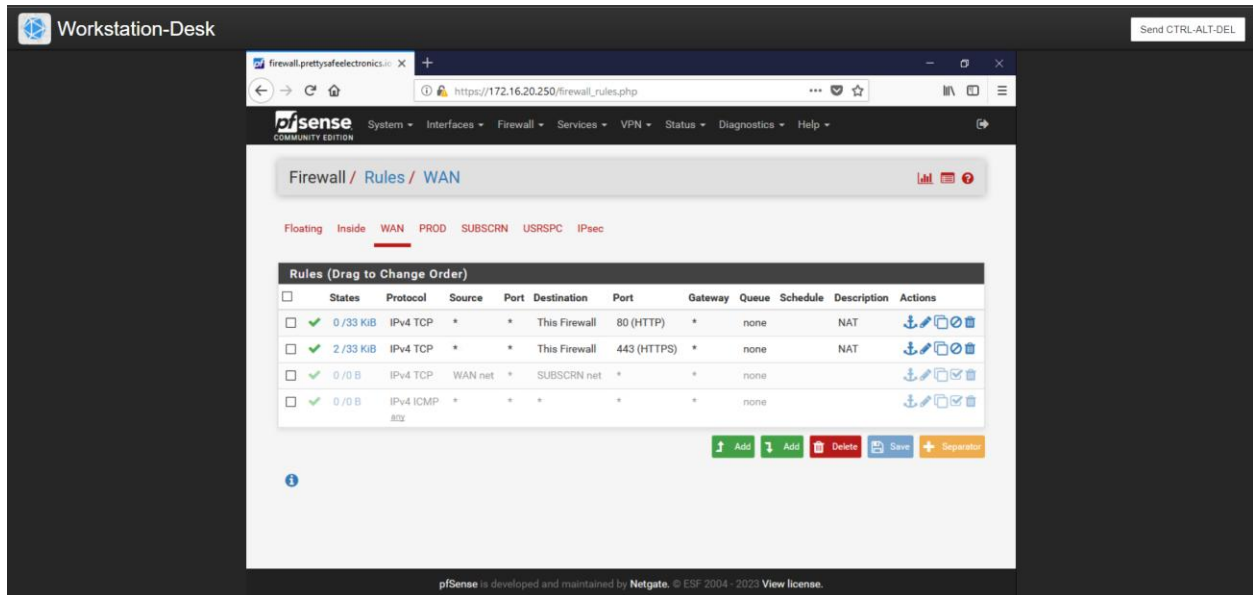 Workstation-Desk
Send CTRL-ALT-DEL
firewall.prettysafeelectronics.io
https://172.16.20.250/firewall_rules.php
pfsense System Interfaces Firewall Services VPN Status Diagnostics Help
COMMUNITY EDITION
Firewall / Rules / WAN
Floating Inside WAN PROD SUBSCRN USRSPC IPsec
Rules (Drag to Change Order)
States Protocol Source Port Destination Port Gateway Queue Schedule Description Actions
0 /33 KiB IPv4 TCP * * This Firewall 80 (HTTP) * none NAT
2 /33 KiB IPv4 TCP * * This Firewall 443 (HTTPS) * none NAT
0 /0 B IPv4 TCP WAN net * SUBSCRN net * * none
0 /0 B IPv4 ICMP * * * * * none
any
Add Add Delete Save Separator
pfSense is developed and maintained by Netgate. © ESF 2004 - 2023 View license.